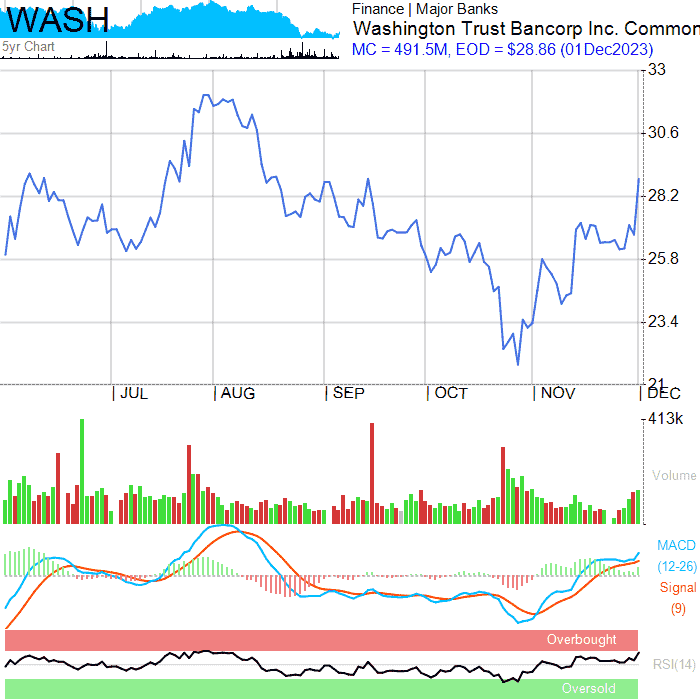 WASH
5yr Chart
Finance | Major Banks
Washington Trust Bancorp Inc. Common
MC = 491.5M, EOD = $28.86 (01Dec2023)
33
30.6
28.2
25.8
23.4
21
JUL AUG SEP OCT NOV DEC
413k
Volume
MACD
(12-26)
Signal
(9)
Overbought
RSI(14)
Oversold